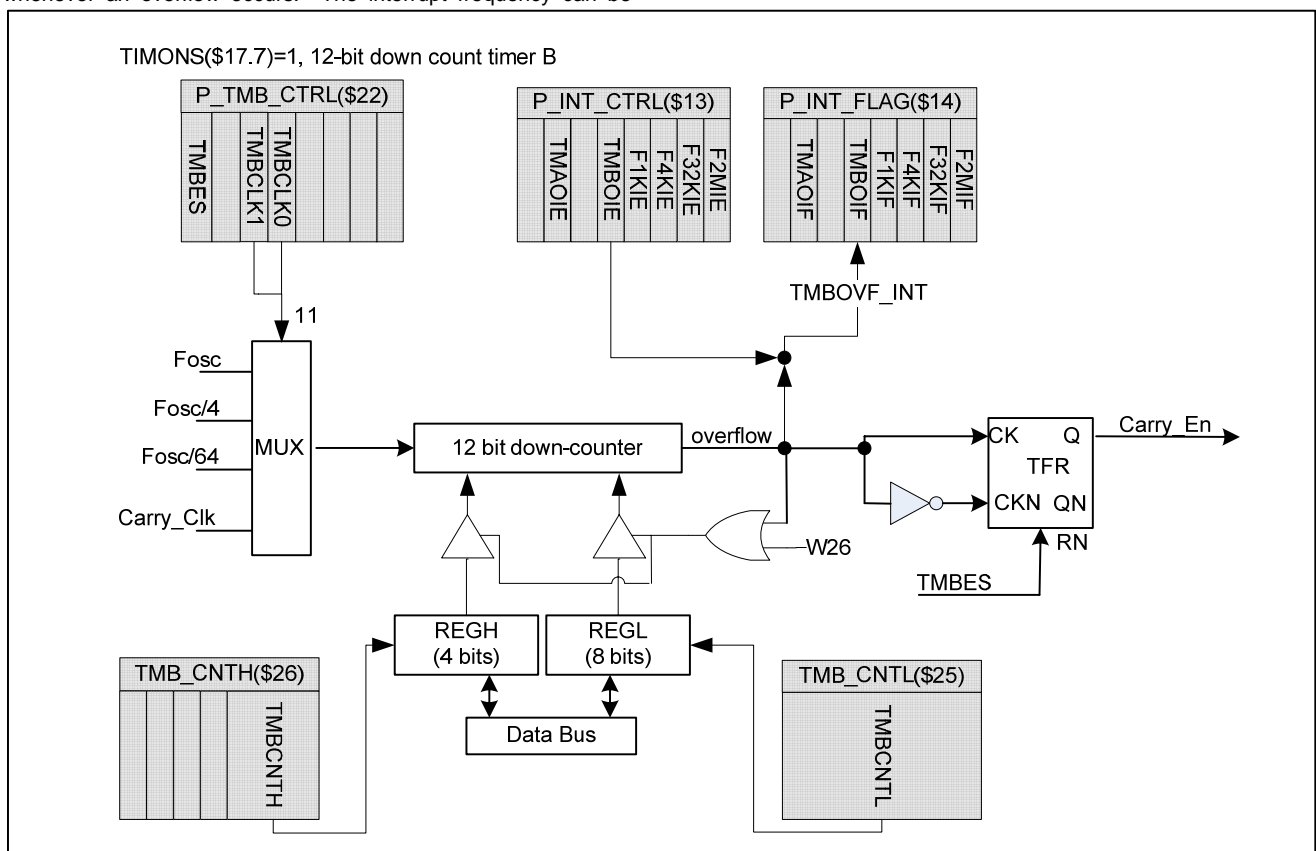 whenever an overflow occurs. The interrupt frequency can be
TIMONS($17.7)=1, 12-bit down count timer B
P_TMB_CTRL($22)
TMBES
TMBCLK1
TMBCLK0
P_INT_CTRL($13)
TMAOIE
TMBOIE
F1KIE
F4KIE
F32KIE
F2MIE
P_INT_FLAG($14)
TMAOIF
TMBOIF
F1KIF
F4KIF
F32KIF
F2MIF
TMBOVF_INT
11
Fosc
Fosc/4
Fosc/64
Carry_Clk
MUX
12 bit down-counter
overflow
CK Q
TFR
CKN QN
RN
Carry_En
W26
TMBES
REGH
(4 bits)
REGL
(8 bits)
Data Bus
TMB_CNTH($26)
TMBCNTH
TMB_CNTL($25)
TMBCNTL